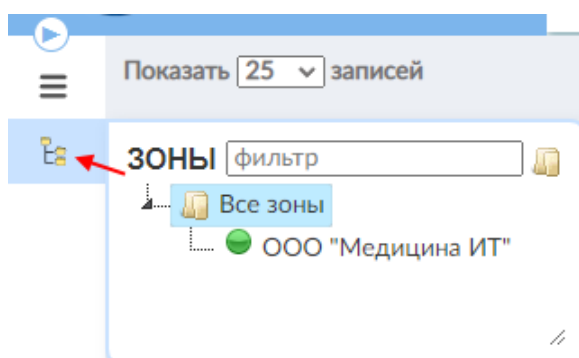 Показать 25 записей
ЗОНЫ фильтр
Все зоны
ООО "Медицина ИТ"